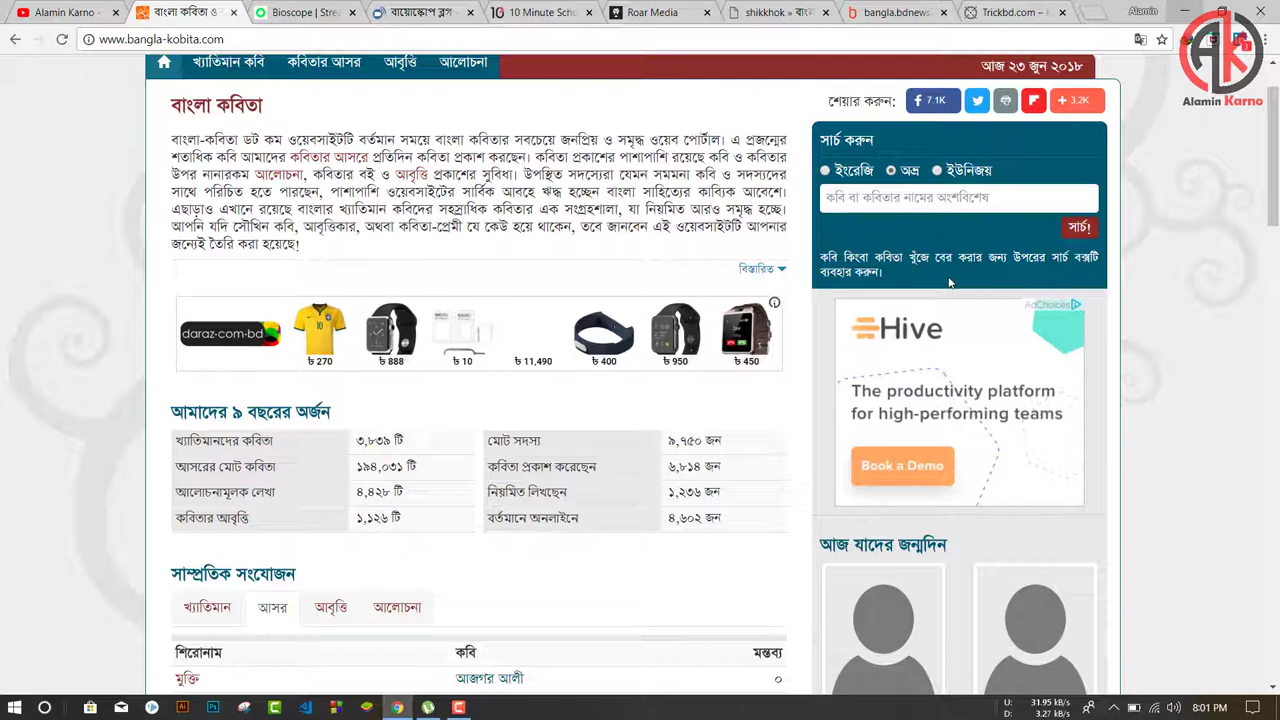 Alamin Karno -
বাংলা কবিতা ও
Bioscope | Stre
বায়োস্কোপ ব্লগ
10 Minute Sch
Roar Media
shikkhok » বাংল
bangla.bdnews
Trickbd.com –
Alamin
www.bangla-kobita.com
Alamin Karno
খ্যাতিমান কবি
কবিতার আসর
আবৃত্তি
আলোচনা
আজ ২৩ জুন ২০১৮
বাংলা কবিতা
শেয়ার করুন:
7.1K
3.2K
বাংলা-কবিতা ডট কম ওয়েবসাইটটি বর্তমান সময়ে বাংলা কবিতার সবচেয়ে জনপ্রিয় ও সমৃদ্ধ ওয়েব পোর্টাল। এ প্রজন্মের
শতাধিক কবি আমাদের কবিতার আসরে প্রতিদিন কবিতা প্রকাশ করছেন। কবিতা প্রকাশের পাশাপাশি রয়েছে কবি ও কবিতার
উপর নানারকম আলোচনা, কবিতার বই ও আবৃত্তি প্রকাশের সুবিধা। উপস্থিত সদস্যেরা যেমন সমমনা কবি ও সদস্যদের
সাথে পরিচিত হতে পারছেন, পাশাপাশি ওয়েবসাইটের সার্বিক আবহে ঋদ্ধ হচ্ছেন বাংলা সাহিত্যের কাব্যিক আবেশে।
এছাড়াও এখানে রয়েছে বাংলার খ্যাতিমান কবিদের সহস্রাধিক কবিতার এক সংগ্রহশালা, যা নিয়মিত আরও সমৃদ্ধ হচ্ছে।
আপনি যদি সৌখিন কবি, আবৃত্তিকার, অথবা কবিতা-প্রেমী যে কেউ হয়ে থাকেন, তবে জানবেন এই ওয়েবসাইটটি আপনার
জন্যেই তৈরি করা হয়েছে!
বিস্তারিত
সার্চ করুন
ইংরেজি
অভ্র
ইউনিজয়
কবি বা কবিতার নামের অংশবিশেষ
সার্চ!
কবি কিংবা কবিতা খুঁজে বের করার জন্য উপরের সার্চ বক্সটি
ব্যবহার করুন।
daraz-com-bd
৳ 270
৳ 888
৳ 10
৳ 11,490
৳ 400
৳ 950
৳ 450
AdChoices
Hive
The productivity platform
for high-performing teams
Book a Demo
আমাদের ৯ বছরের অর্জন
খ্যাতিমানদের কবিতা ৩,৮৩৯ টি মোট সদস্য ৯,৭৫০ জন
আসরের মোট কবিতা ১৯৪,০৩১ টি কবিতা প্রকাশ করেছেন ৬,৮১৪ জন
আলোচনামূলক লেখা ৪,৪২৮ টি নিয়মিত লিখছেন ১,২৩৬ জন
কবিতার আবৃত্তি ১,১২৬ টি বর্তমানে অনলাইনে ৪,৬০২ জন
আজ যাদের জন্মদিন
সাম্প্রতিক সংযোজন
খ্যাতিমান
আসর
আবৃত্তি
আলোচনা
শিরোনাম কবি মন্তব্য
মুক্তি আজগর আলী ০
U: 31.95 kB/s
D: 3.27 kB/s
8:01 PM